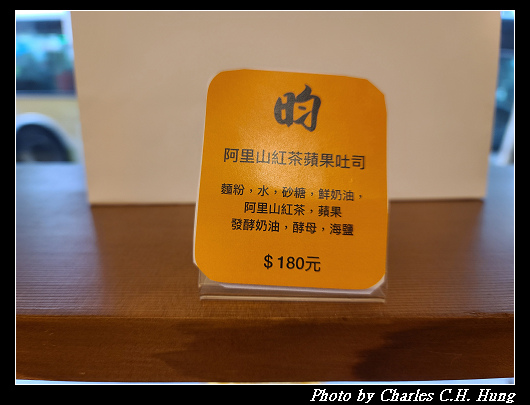 昀
阿里山紅茶蘋果吐司
麵粉，水，砂糖，鮮奶油，
阿里山紅茶，蘋果
發酵奶油，酵母，海鹽
$180元
Photo by Charles C.H. Hung